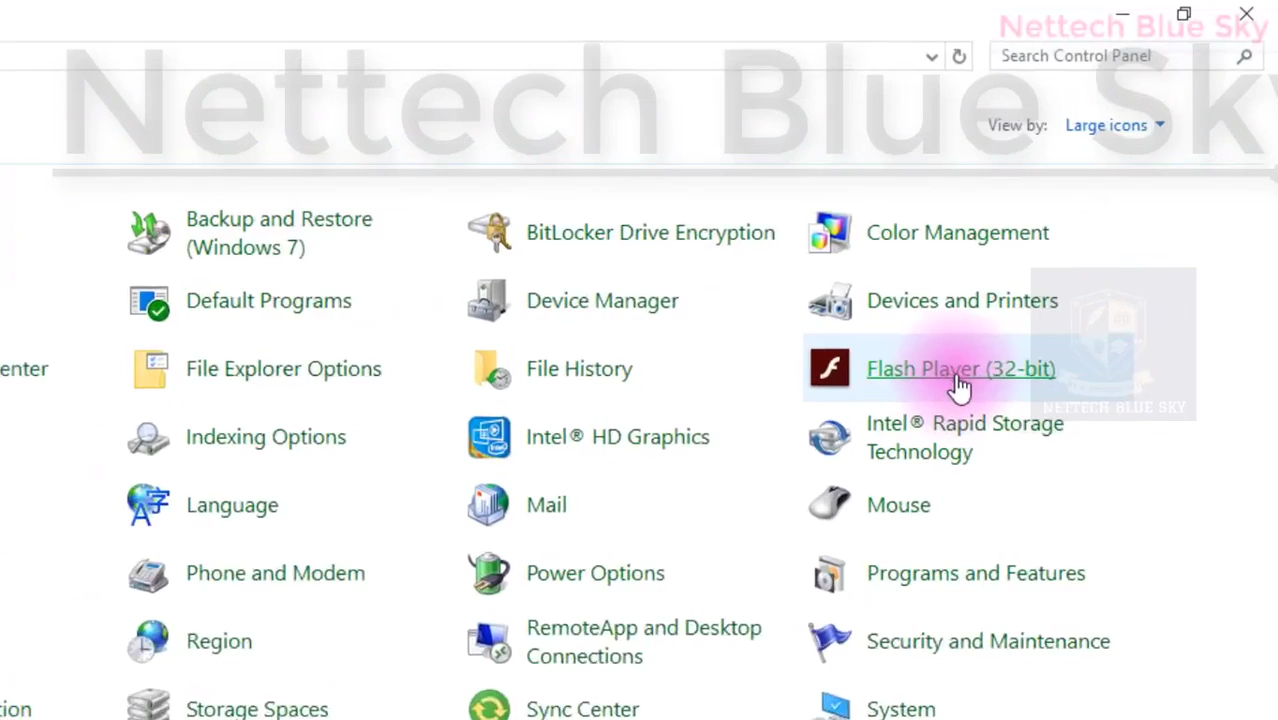 Nettech Blue Sky
Nettech Blue Sky
Search Control Panel
View by: Large icons
Backup and Restore
(Windows 7)
BitLocker Drive Encryption
Color Management
Default Programs
Device Manager
Devices and Printers
enter
File Explorer Options
File History
Flash Player (32-bit)
NETTECH BLUE SKY
Indexing Options
Intel® HD Graphics
Intel® Rapid Storage
Technology
Language
Mail
Mouse
Phone and Modem
Power Options
Programs and Features
Region
RemoteApp and Desktop
Connections
Security and Maintenance
tion
Storage Spaces
Sync Center
System